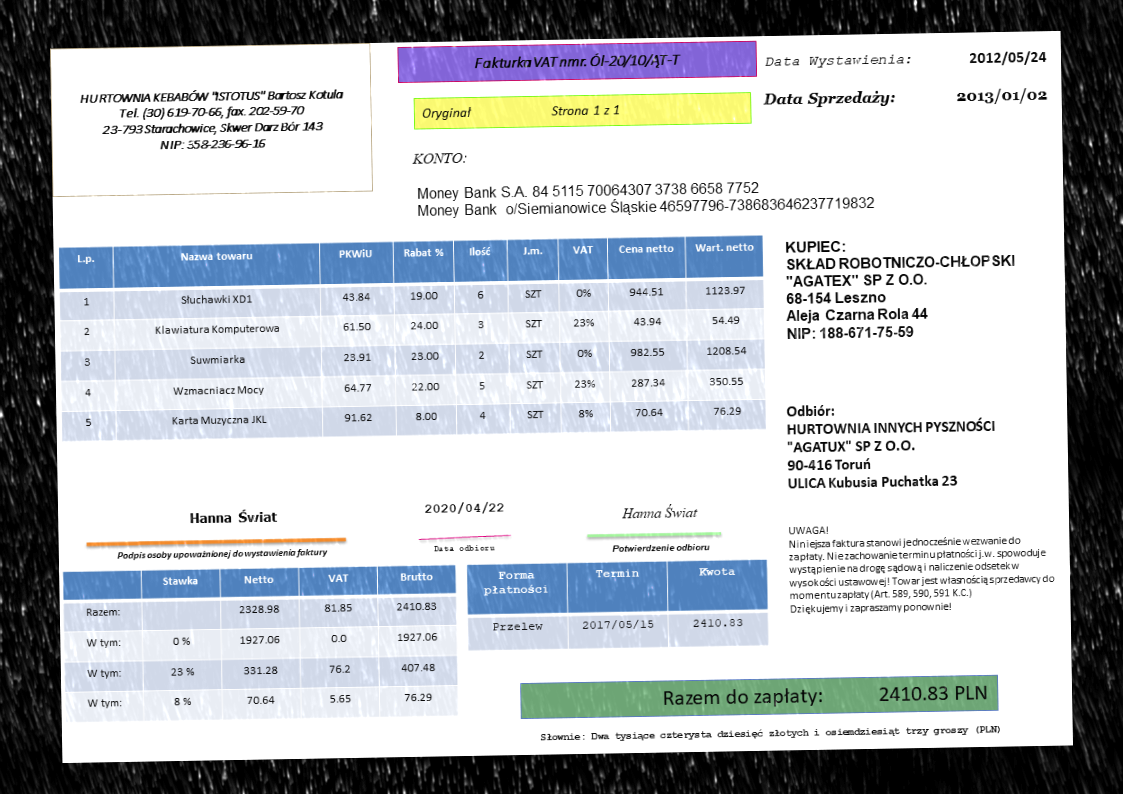 HURTOWNIA KEBABÓW "ISTOTUS" Bartosz Kotula
Tel. (30) 619-70-66, fax. 202-59-70
23-793 Starachowice, Skwer Darz Bór 143
NIP: 558-236-96-16
Fakturka VAT nmr. Ól-20/10/ĄT-T
Oryginał Strona 1 z 1
Data Wystawienia: 2012/05/24
Data Sprzedaży: 2013/01/02
KONTO:
Money Bank S.A. 84 5115 70064307 3738 6658 7752
Money Bank o/Siemianowice Śląskie 46597796-738683646237719832
L.p. Nazwa towaru PKWiU Rabat % Ilość J.m. VAT Cena netto Wart. netto
1 Słuchawki XD1 43.84 19.00 6 SZT 0% 944.51 1123.97
2 Klawiatura Komputerowa 61.50 24.00 3 SZT 23% 43.94 54.49
3 Suwmiarka 23.91 23.00 2 SZT 0% 982.55 1208.54
4 Wzmacniacz Mocy 64.77 22.00 5 SZT 23% 287.34 350.55
5 Karta Muzyczna JKL 91.62 8.00 4 SZT 8% 70.64 76.29
KUPIEC:
SKŁAD ROBOTNICZO-CHŁOPSKI
"AGATEX" SP Z O.O.
68-154 Leszno
Aleja Czarna Rola 44
NIP: 188-671-75-59
Odbiór:
HURTOWNIA INNYCH PYSZNOŚCI
"AGATUX" SP Z O.O.
90-416 Toruń
ULICA Kubusia Puchatka 23
Hanna Świat
Podpis osoby upoważnionej do wystawienia faktury
2020/04/22
Data odbioru
Hanna Świat
Potwierdzenie odbioru
UWAGA!
Niniejsza faktura stanowi jednocześnie wezwanie do
zapłaty. Nie zachowanie terminu płatności j.w. spowoduje
wystąpienie na drogę sądową i naliczenie odsetek w
wysokości ustawowej! Towar jest własnością sprzedawcy do
momentu zapłaty (Art. 589, 590, 591 K.C.)
Dziękujemy i zapraszamy ponownie!
Stawka Netto VAT Brutto
Razem: 2328.98 81.85 2410.83
W tym: 0 % 1927.06 0.0 1927.06
W tym: 23 % 331.28 76.2 407.48
W tym: 8 % 70.64 5.65 76.29
Forma płatności Termin Kwota
Przelew 2017/05/15 2410.83
Razem do zapłaty: 2410.83 PLN
Słownie: Dwa tysiące czterysta dziesięć złotych i osiemdziesiąt trzy groszy (PLN)